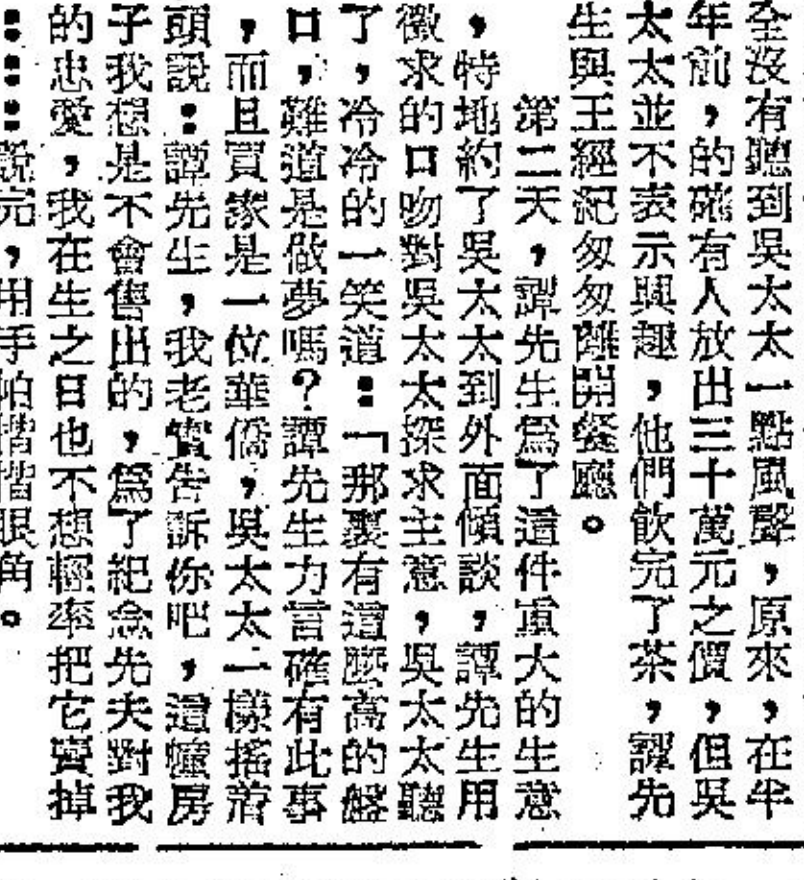 全沒有聽到吳太太一點風聲，原來，在半
年前，的確有人放出三十萬元之價，但吳
太太並不表示興趣，他們飲完了茶，譚先
生與王經紀匆匆離開餐廳。
第二天，譚先生爲了這件重大的生意
，特地約了吳太太到外面傾談，譚先生用
徵求的口吻對吳太太探求主意，吳太太聽
了，冷冷的一笑道：「那裏有這麼高的盤
口，難道是做夢嗎？譚先生力言確有此事
，而且買家是一位華僑，吳太太一樣搖着
頭說：譚先生，我老實告訴你吧，這幢房
子我想是不會售出的，爲了紀念先夫對我
的忠愛，我在生之日也不想輕率把它賣掉
……說完，用手帕揩揩眼角。